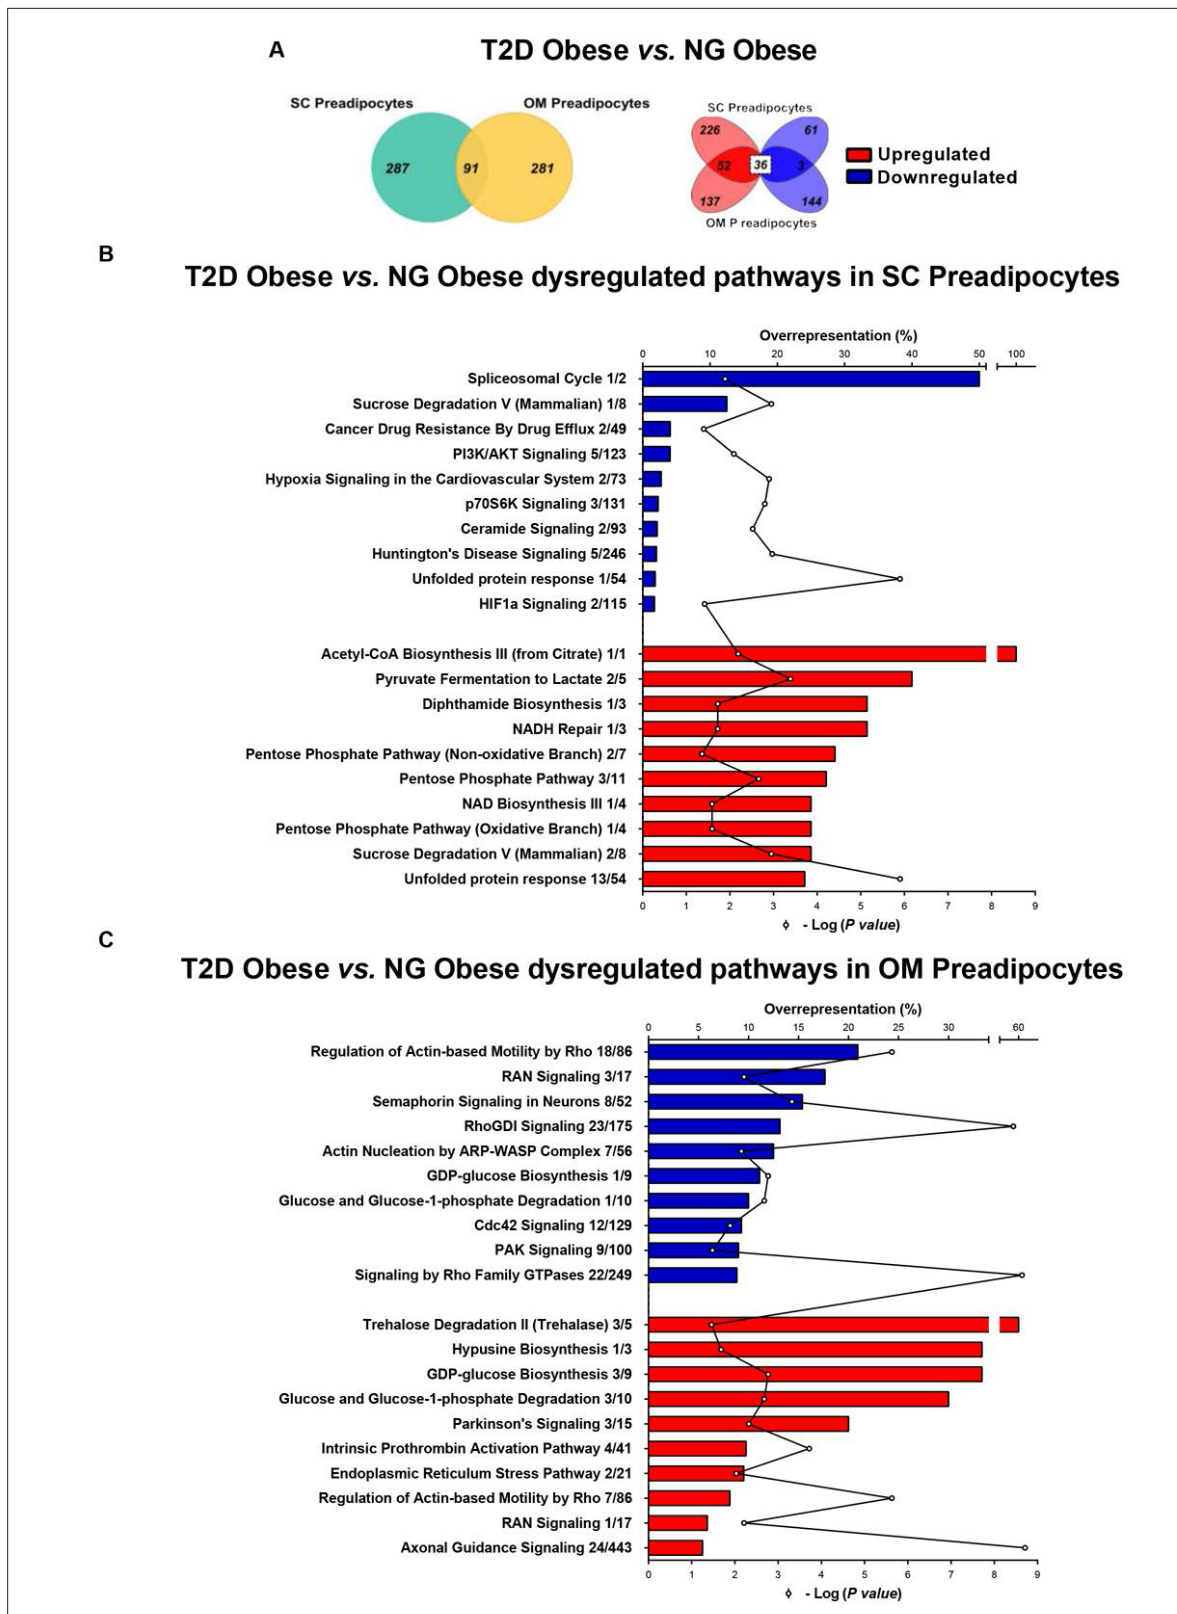 A
T2D Obese vs. NG Obese
SC Preadipocytes
OM Preadipocytes
287
91
281
SC Preadipocytes
226
61
52
36
3
137
144
OM P readipocytes
Upregulated
Downregulated
B
T2D Obese vs. NG Obese dysregulated pathways in SC Preadipocytes
Overrepresentation (%)
0 10 20 30 40 50 100
Spliceosomal Cycle 1/2
Sucrose Degradation V (Mammalian) 1/8
Cancer Drug Resistance By Drug Efflux 2/49
PI3K/AKT Signaling 5/123
Hypoxia Signaling in the Cardiovascular System 2/73
p70S6K Signaling 3/131
Ceramide Signaling 2/93
Huntington's Disease Signaling 5/246
Unfolded protein response 1/54
HIF1a Signaling 2/115
Acetyl-CoA Biosynthesis III (from Citrate) 1/1
Pyruvate Fermentation to Lactate 2/5
Diphthamide Biosynthesis 1/3
NADH Repair 1/3
Pentose Phosphate Pathway (Non-oxidative Branch) 2/7
Pentose Phosphate Pathway 3/11
NAD Biosynthesis III 1/4
Pentose Phosphate Pathway (Oxidative Branch) 1/4
Sucrose Degradation V (Mammalian) 2/8
Unfolded protein response 13/54
0 1 2 3 4 5 6 7 8 9
- Log (P value)
C
T2D Obese vs. NG Obese dysregulated pathways in OM Preadipocytes
Overrepresentation (%)
0 5 10 15 20 25 30 60
Regulation of Actin-based Motility by Rho 18/86
RAN Signaling 3/17
Semaphorin Signaling in Neurons 8/52
RhoGDI Signaling 23/175
Actin Nucleation by ARP-WASP Complex 7/56
GDP-glucose Biosynthesis 1/9
Glucose and Glucose-1-phosphate Degradation 1/10
Cdc42 Signaling 12/129
PAK Signaling 9/100
Signaling by Rho Family GTPases 22/249
Trehalose Degradation II (Trehalase) 3/5
Hypusine Biosynthesis 1/3
GDP-glucose Biosynthesis 3/9
Glucose and Glucose-1-phosphate Degradation 3/10
Parkinson's Signaling 3/15
Intrinsic Prothrombin Activation Pathway 4/41
Endoplasmic Reticulum Stress Pathway 2/21
Regulation of Actin-based Motility by Rho 7/86
RAN Signaling 1/17
Axonal Guidance Signaling 24/443
0 1 2 3 4 5 6 7 8 9
- Log (P value)